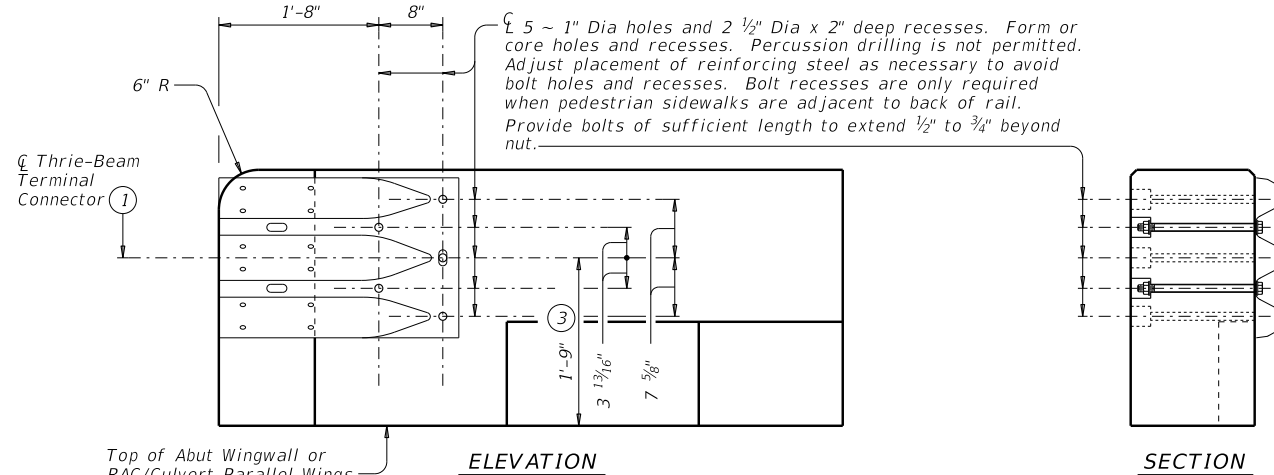 1'-8"
8"
℄ 5 ~ 1" Dia holes and 2 ½" Dia x 2" deep recesses. Form or
core holes and recesses. Percussion drilling is not permitted.
Adjust placement of reinforcing steel as necessary to avoid
bolt holes and recesses. Bolt recesses are only required
when pedestrian sidewalks are adjacent to back of rail.
Provide bolts of sufficient length to extend ½" to ¾" beyond
nut.
6" R
℄ Thrie-Beam
Terminal
Connector 1
3
1'-9"
3 13/16"
7 5/8"
Top of Abut Wingwall or
RAC/Culvert Parallel Wings
ELEVATION
SECTION